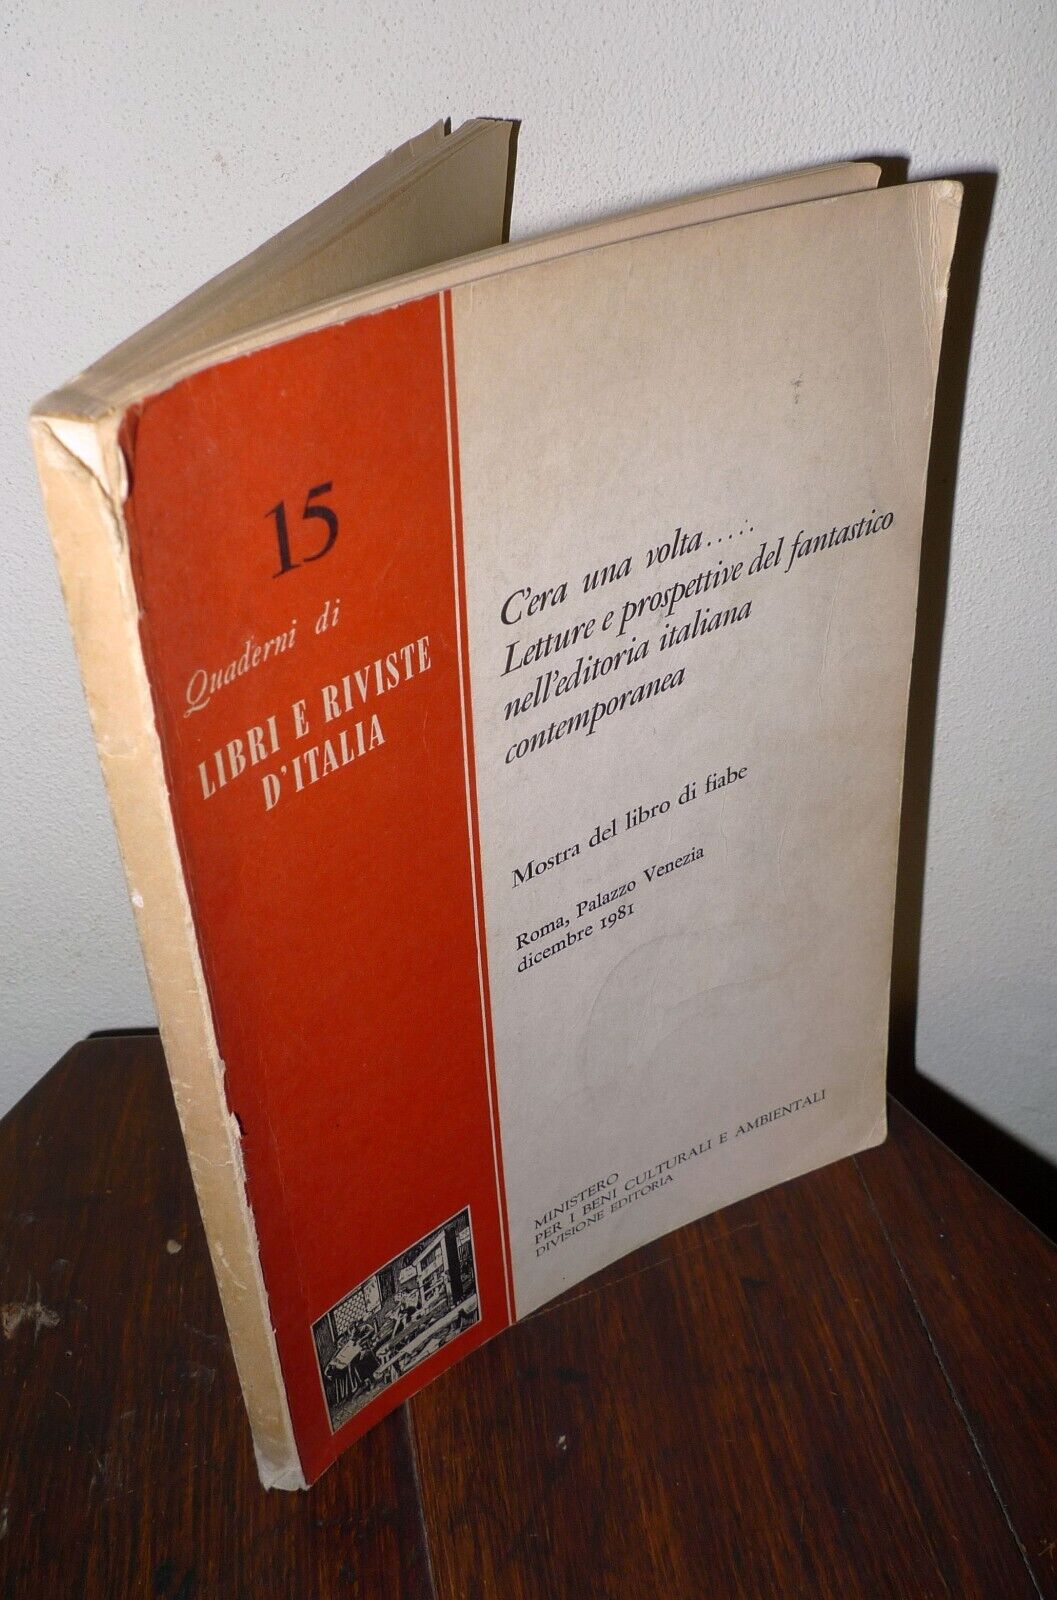 15
Quaderni di
LIBRI E RIVISTE
D'ITALIA
C'era una volta.....
Letture e prospettive del fantastico
nell'editoria italiana
contemporanea
Mostra del libro di fiabe
Roma, Palazzo Venezia
dicembre 1981
MINISTERO
PER I BENI CULTURALI E AMBIENTALI
DIVISIONE EDITORIA